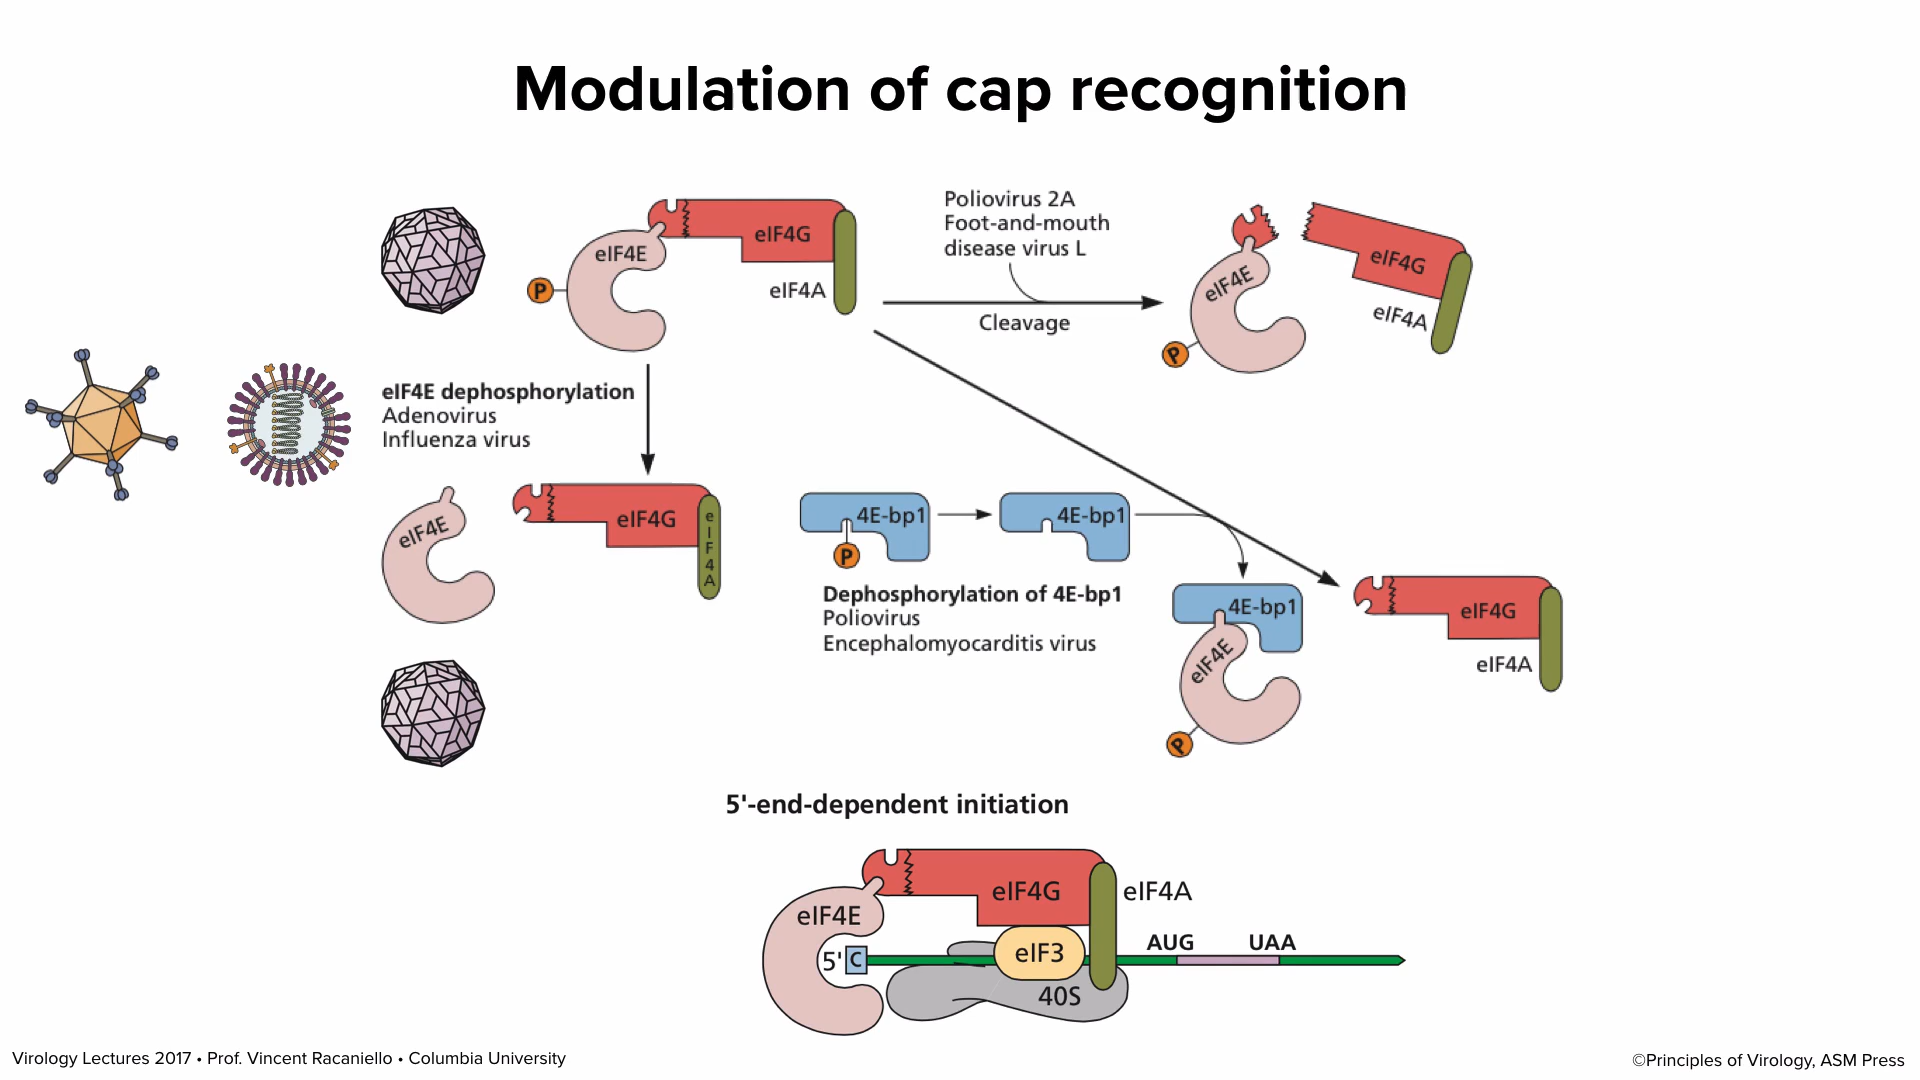 Modulation of cap recognition
eIF4E
eIF4G
eIF4A
P
Poliovirus 2A
Foot-and-mouth
disease virus L
Cleavage
eIF4E
eIF4G
eIF4A
P
eIF4E dephosphorylation
Adenovirus
Influenza virus
eIF4E
eIF4G
eIF4A
4E-bp1
P
4E-bp1
Dephosphorylation of 4E-bp1
Poliovirus
Encephalomyocarditis virus
4E-bp1
eIF4E
P
eIF4G
eIF4A
5'-end-dependent initiation
eIF4G
eIF4A
eIF4E
eIF3
AUG UAA
5' C
40S
Virology Lectures 2017 • Prof. Vincent Racaniello • Columbia University
©Principles of Virology, ASM Press